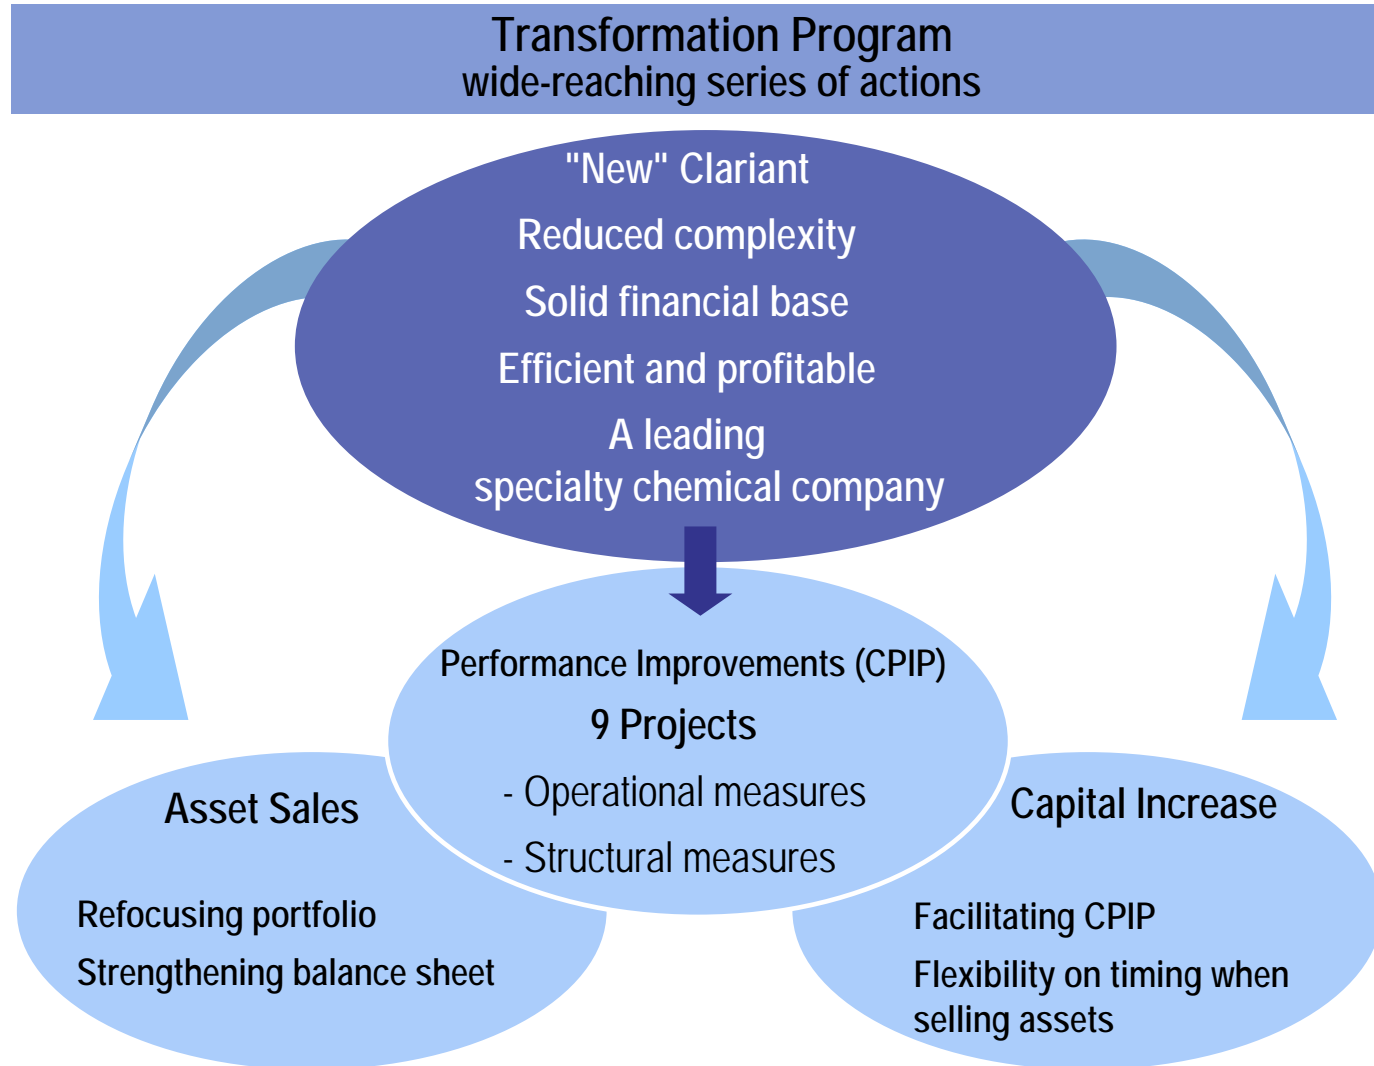 Transformation Program
wide-reaching series of actions
"New" Clariant
Reduced complexity
Solid financial base
Efficient and profitable
A leading
specialty chemical company
Performance Improvements (CPIP)
9 Projects
- Operational measures
- Structural measures
Asset Sales
Refocusing portfolio
Strengthening balance sheet
Capital Increase
Facilitating CPIP
Flexibility on timing when
selling assets